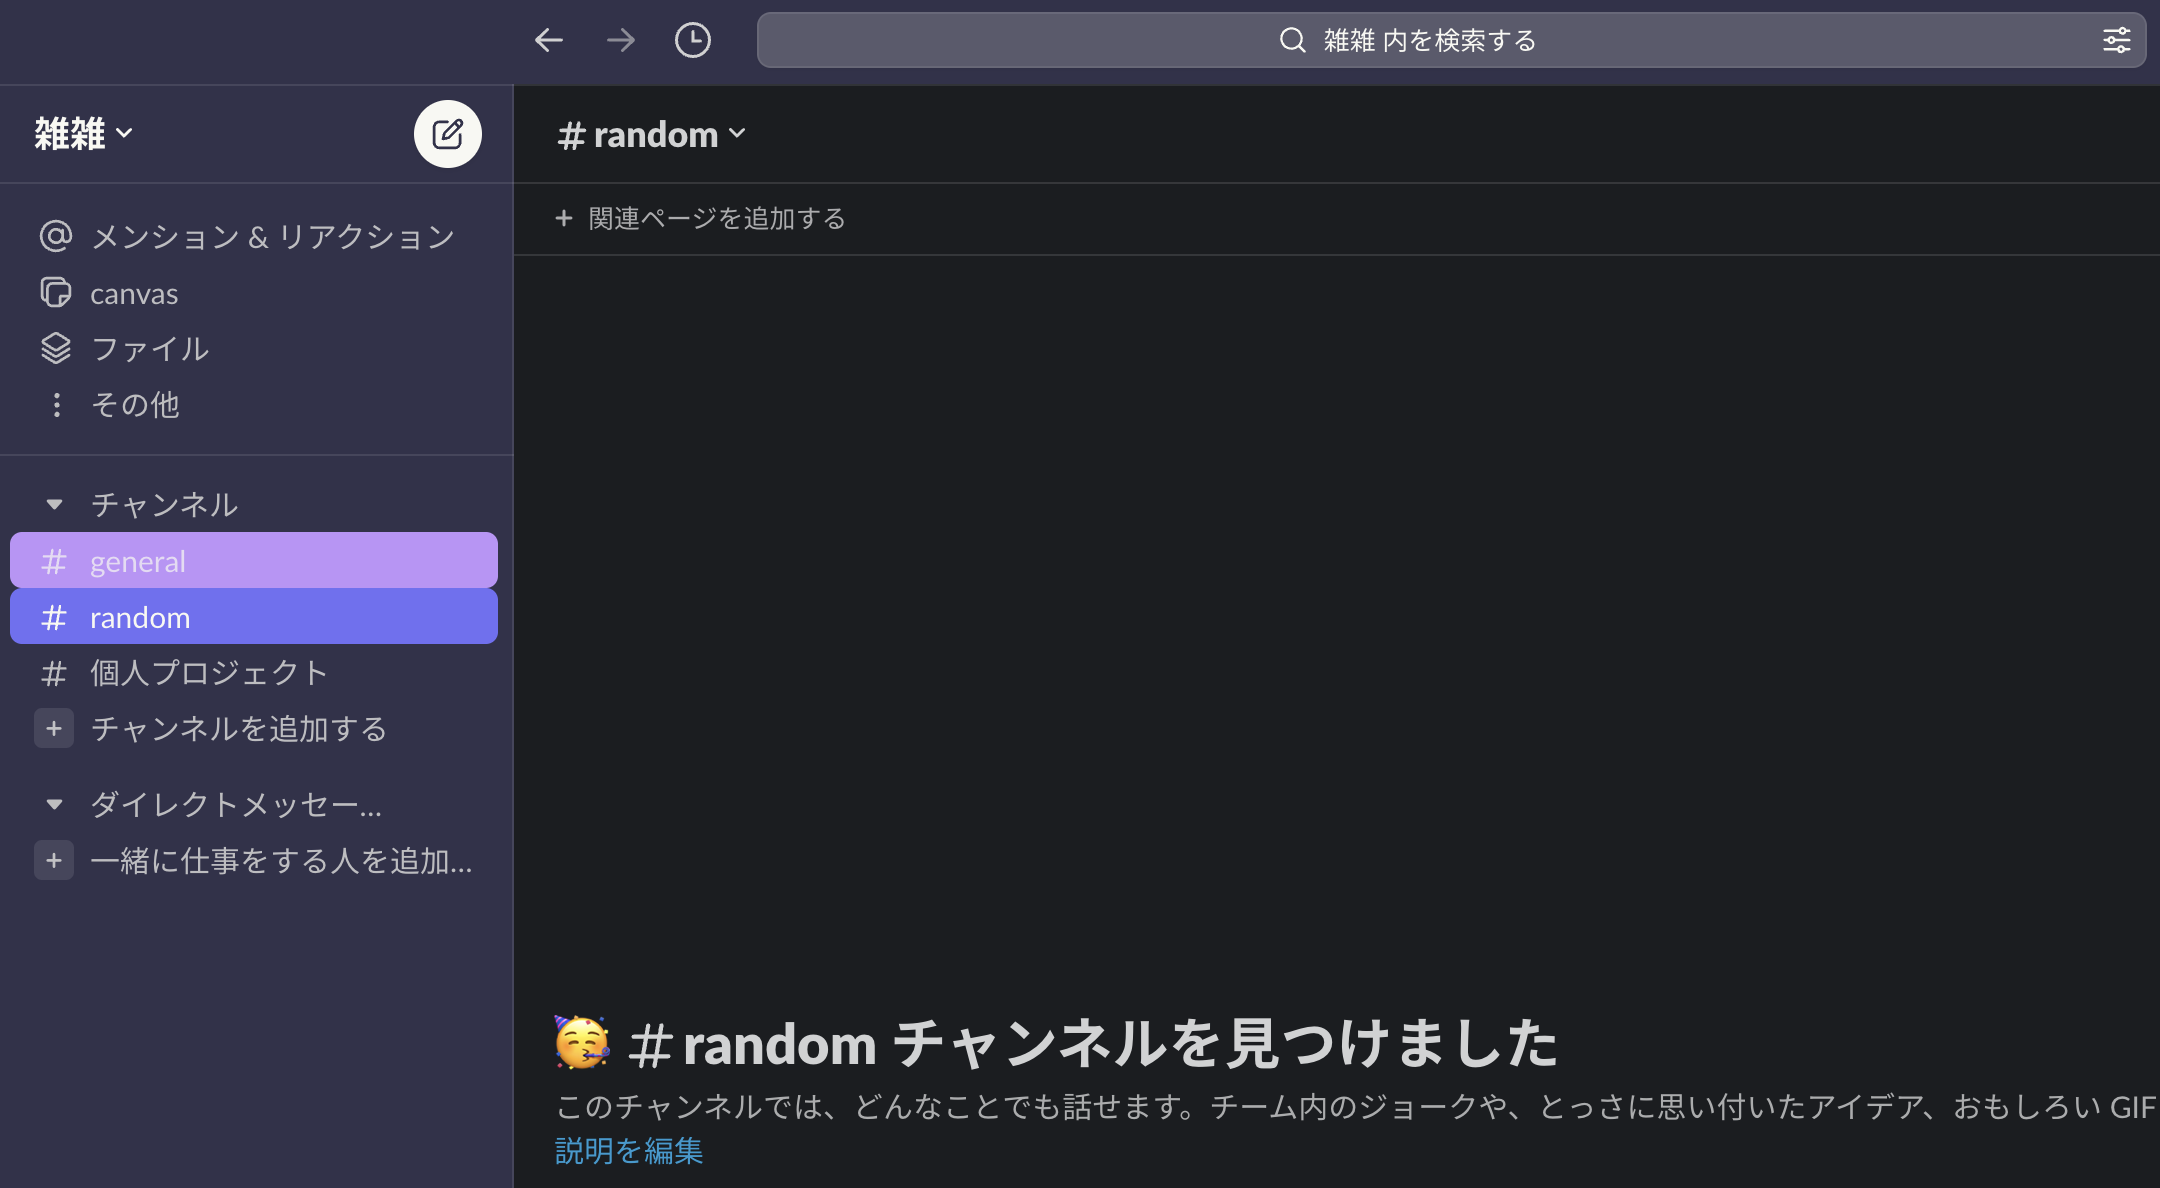 雑雑 内を検索する
雑雑
# random
メンション & リアクション
+ 関連ページを追加する
canvas
ファイル
その他
チャンネル
# general
# random
# 個人プロジェクト
+ チャンネルを追加する
ダイレクトメッセー...
+ 一緒に仕事をする人を追加...
🥳 # random チャンネルを見つけました
このチャンネルでは、どんなことでも話せます。チーム内のジョークや、とっさに思い付いたアイデア、おもしろい GIF
説明を編集